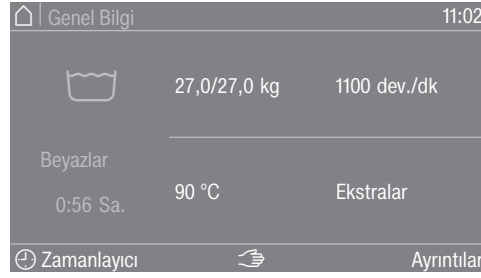 Genel Bilgi 11:02
27,0/27,0 kg 1100 dev./dk
Beyazlar
0:56 Sa.
90 °C Ekstralar
Zamanlayıcı Ayrıntılar